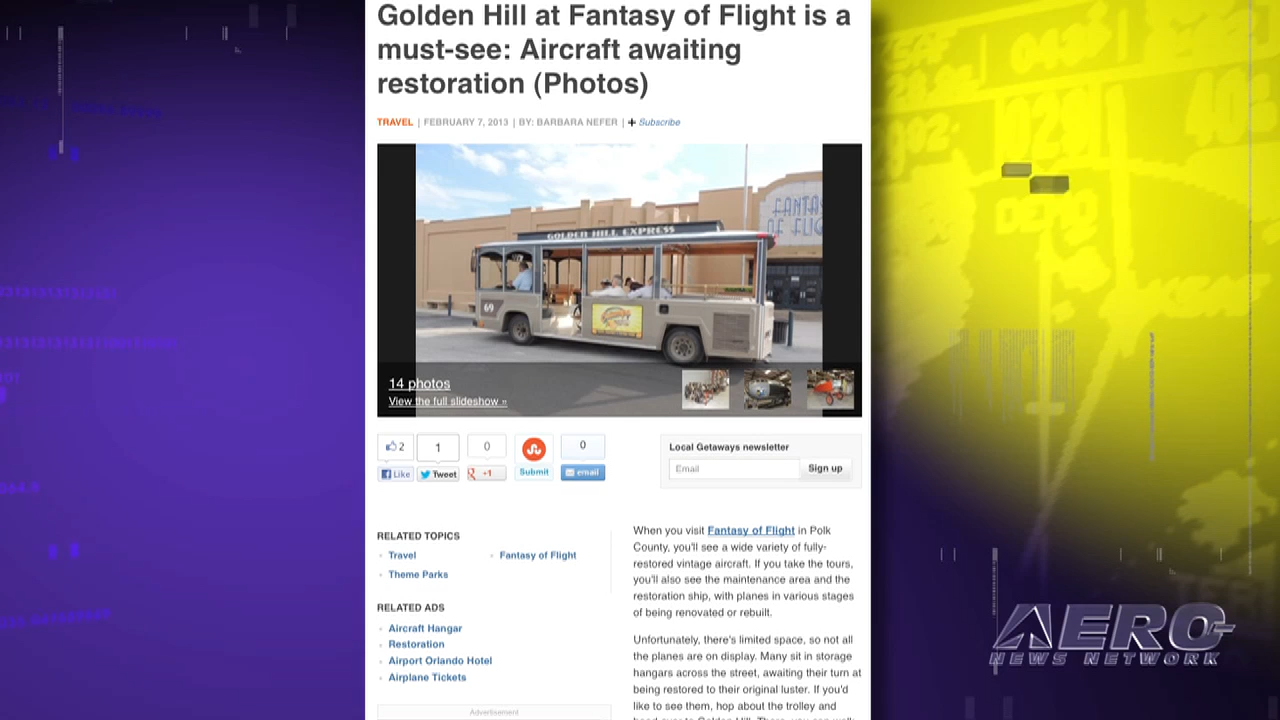 Golden Hill at Fantasy of Flight is a
must-see: Aircraft awaiting
restoration (Photos)
TRAVEL | FEBRUARY 7, 2013 | BY: BARBARA NEFER | + Subscribe
FANTASY
OF FLIG
GOLDEN HILL EXPRESS
69
14 photos
View the full slideshow »
2
1
0
0
Like
Tweet
+1
Submit
email
Local Getaways newsletter
Email
Sign up
RELATED TOPICS
Travel
Fantasy of Flight
Theme Parks
RELATED ADS
Aircraft Hangar
Restoration
Airport Orlando Hotel
Airplane Tickets
Advertisement
When you visit Fantasy of Flight in Polk
County, you'll see a wide variety of fully-
restored vintage aircraft. If you take the tours,
you'll also see the maintenance area and the
restoration ship, with planes in various stages
of being renovated or rebuilt.
Unfortunately, there's limited space, so not all
the planes are on display. Many sit in storage
hangars across the street, awaiting their turn at
being restored to their original luster. If you'd
like to see them, hop about the trolley and
DEMO
AERO
NEWS NETWORK